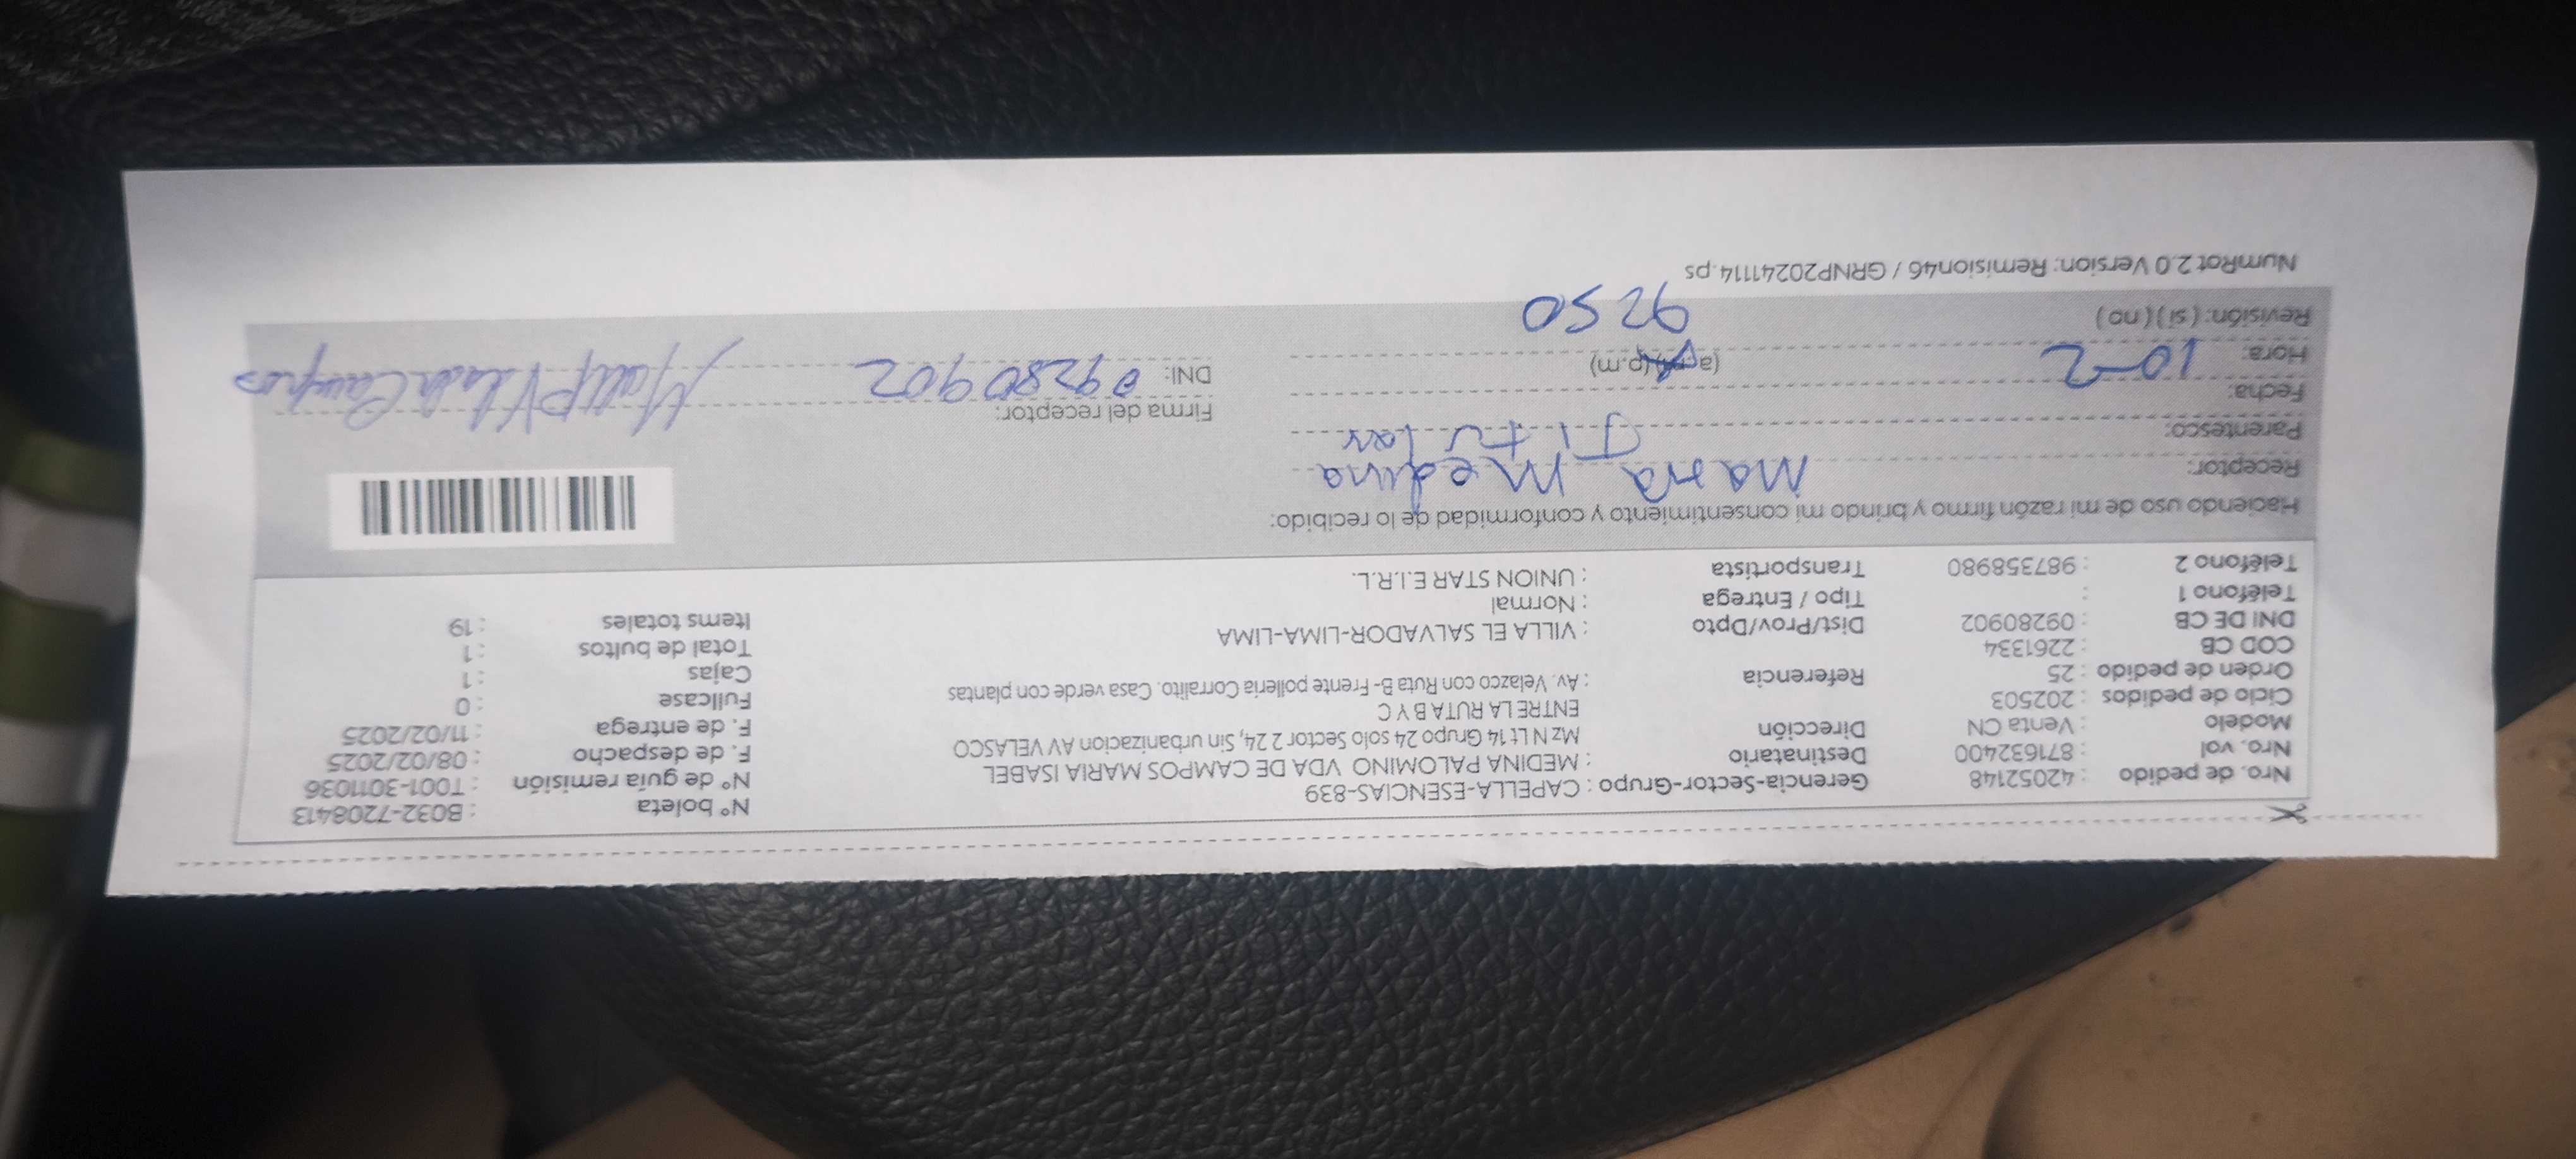 Nro. de pedido : 42052148 Gerencia-Sector-Grupo : CAPELLA-ESENCIAS-839 N° boleta : B032-7208413
Nro. vol : 871632400 Destinatario : MEDINA PALOMINO VDA DE CAMPOS MARIA ISABEL N° de guía remisión : T001-3011036
Modelo : Venta CN Dirección Mz N Lt 14 Grupo 24 solo Sector 2 24, Sin urbanizacion AV VELASCO F. de despacho : 08/02/2025
Ciclo de pedidos : 202503 ENTRE LA RUTA B Y C F. de entrega : 11/02/2025
Orden de pedido : 25 Referencia : Av. Velazco con Ruta B- Frente polleria Corralito. Casa verde con plantas Fullcase : 0
COD CB : 2261334 Cajas : 1
DNI DE CB : 09280902 Dist/Prov/Dpto : VILLA EL SALVADOR-LIMA-LIMA Total de bultos : 1
Teléfono 1 : Tipo / Entrega : Normal Items totales : 19
Teléfono 2 : 987358980 Transportista : UNION STAR E.I.R.L.
Haciendo uso de mi razón firmo y brindo mi consentimiento y conformidad de lo recibido:
Receptor: Maria Medina
Parentesco: Titular
Fecha: 10-2 Firma del receptor:
Hora: (a.m)(p.m) DNI: 09280902
Revisión: (si) (no) 9250
NumRot 2.0 Version: Remision46 / GRNP20241114.ps